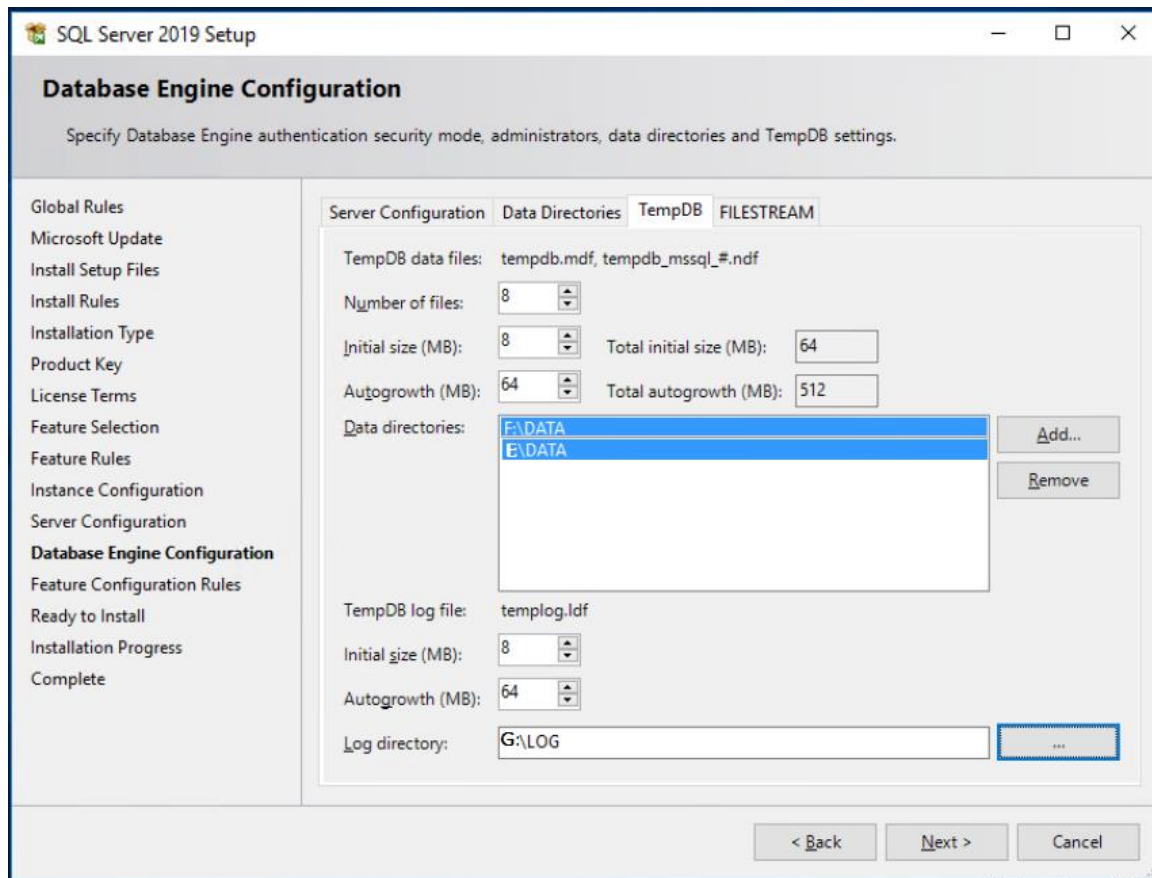 SQL Server 2019 Setup
Database Engine Configuration
Specify Database Engine authentication security mode, administrators, data directories and TempDB settings.
Global Rules
Microsoft Update
Install Setup Files
Install Rules
Installation Type
Product Key
License Terms
Feature Selection
Feature Rules
Instance Configuration
Server Configuration
Database Engine Configuration
Feature Configuration Rules
Ready to Install
Installation Progress
Complete
Server Configuration Data Directories TempDB FILESTREAM
TempDB data files: tempdb.mdf, tempdb_mssql_#.ndf
Number of files: 8
Initial size (MB): 8 Total initial size (MB): 64
Autogrowth (MB): 64 Total autogrowth (MB): 512
Data directories: F:\DATA Add...
E\DATA
Remove
TempDB log file: templog.ldf
Initial size (MB): 8
Autogrowth (MB): 64
Log directory: G:\LOG ...
< Back Next > Cancel